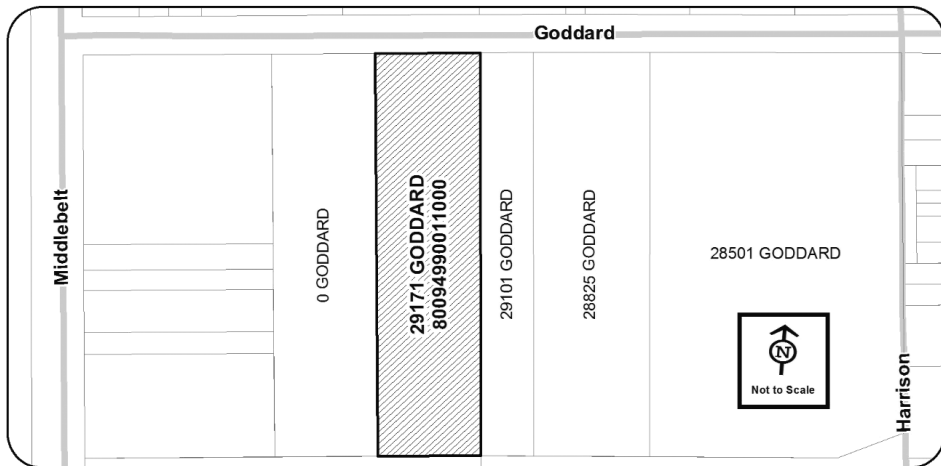 Goddard
Middlebelt
0 GODDARD
29171 GODDARD
80094990011000
29101 GODDARD
28825 GODDARD
28501 GODDARD
N
Not to Scale
Harrison